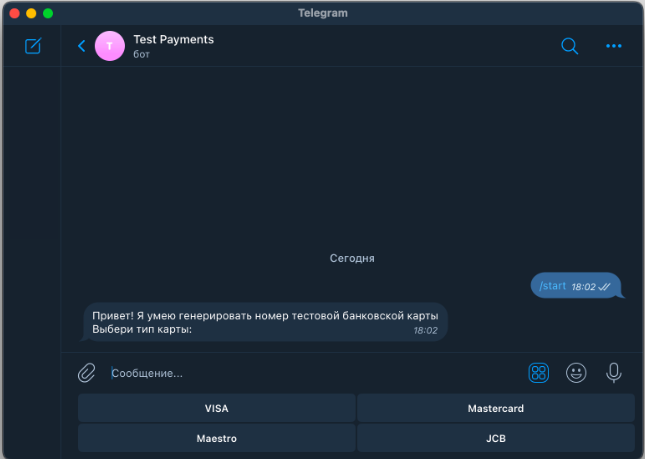 Telegram
T
Test Payments
бот
Сегодня
/start 18:02
Привет! Я умею генерировать номер тестовой банковской карты
Выбери тип карты:
18:02
Сообщение...
VISA
Mastercard
Maestro
JCB